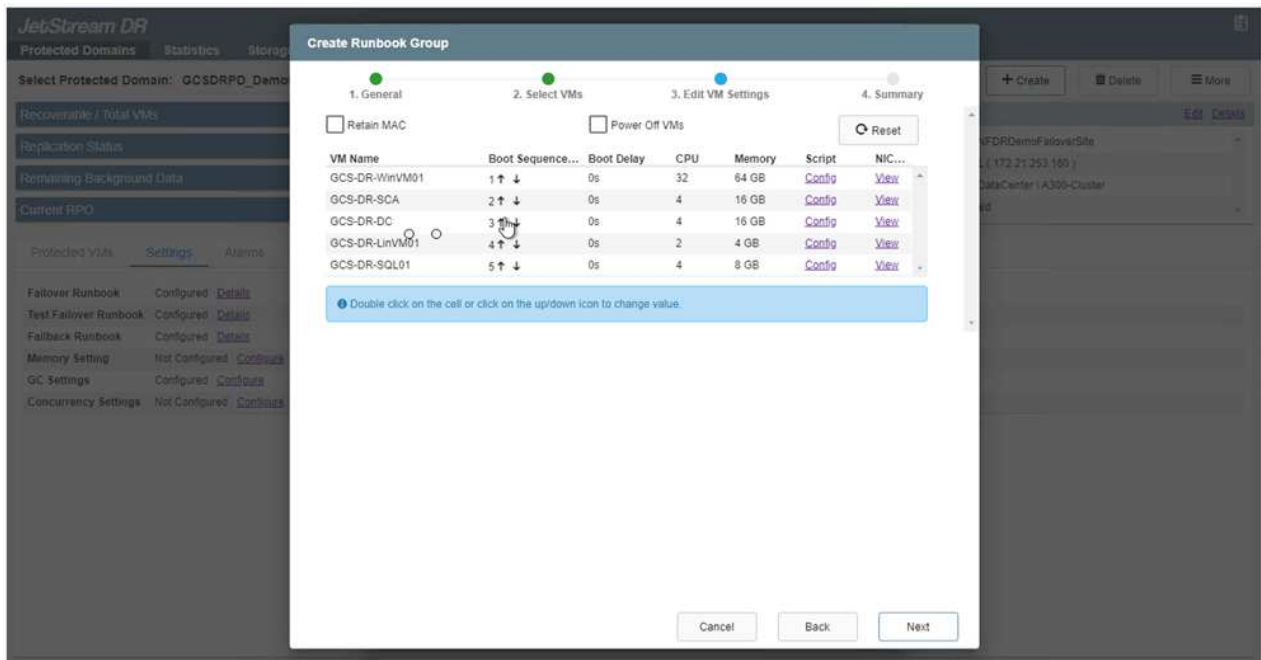 JetStream DR
Protected Domains Statistics Storag
Select Protected Domain: GCSDRPD_Demo
+ Create Delete More
Recoverable / Total VMs
Edit Details
Replication Status
Remaining Background Data
Current RPO
Protected VMs Settings Alarms
Failover Runbook Configured Details
Test Failover Runbook Configured Details
Failback Runbook Configured Details
Memory Setting Not Configured Configure
GC Settings Configured Configure
Concurrency Settings Not Configured Configure
Create Runbook Group
1. General 2. Select VMs 3. Edit VM Settings 4. Summary
Retain MAC Power Off VMs Reset
VM Name Boot Sequence... Boot Delay CPU Memory Script NIC...
GCS-DR-WinVM01 1 ↑ ↓ 0s 32 64 GB Config View
GCS-DR-SCA 2 ↑ ↓ 0s 4 16 GB Config View
GCS-DR-DC 3 ↑ ↓ 0s 4 16 GB Config View
GCS-DR-LinVM01 4 ↑ ↓ 0s 2 4 GB Config View
GCS-DR-SQL01 5 ↑ ↓ 0s 4 8 GB Config View
Double click on the cell or click on the up/down icon to change value.
Cancel Back Next
( 172.21.253.160 )
DataCenter ( A300-Cluster